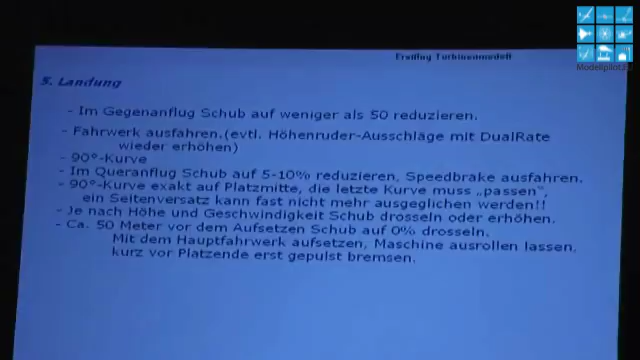 Erstflug Turbinenmodell
Modellpilot
5. Landung
- Im Gegenanflug Schub auf weniger als 50 reduzieren.
- Fahrwerk ausfahren.(evtl. Höhenruder-Ausschläge mit DualRate
wieder erhöhen)
- 90°-Kurve
- Im Queranflug Schub auf 5-10% reduzieren, Speedbrake ausfahren.
- 90°-Kurve exakt auf Platzmitte, die letzte Kurve muss „passen",
ein Seitenversatz kann fast nicht mehr ausgeglichen werden!!
- Je nach Höhe und Geschwindigkeit Schub drosseln oder erhöhen.
- Ca. 50 Meter vor dem Aufsetzen Schub auf 0% drosseln.
Mit dem Hauptfahrwerk aufsetzen, Maschine ausrollen lassen,
kurz vor Platzende erst gepulst bremsen.